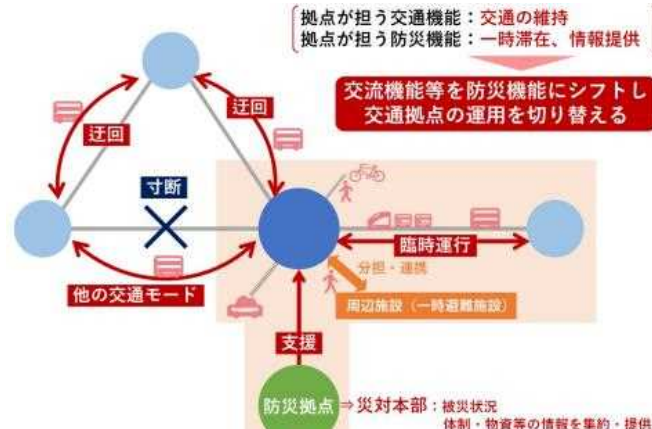 拠点が担う交通機能：交通の維持
拠点が担う防災機能：一時滞在、情報提供
交流機能等を防災機能にシフトし
交通拠点の運用を切り替える
迂回
迂回
寸断
他の交通モード
臨時運行
分担・連携
周辺施設（一時避難施設）
支援
防災拠点⇒災対本部：被災状況
体制・物資等の情報を集約・提供